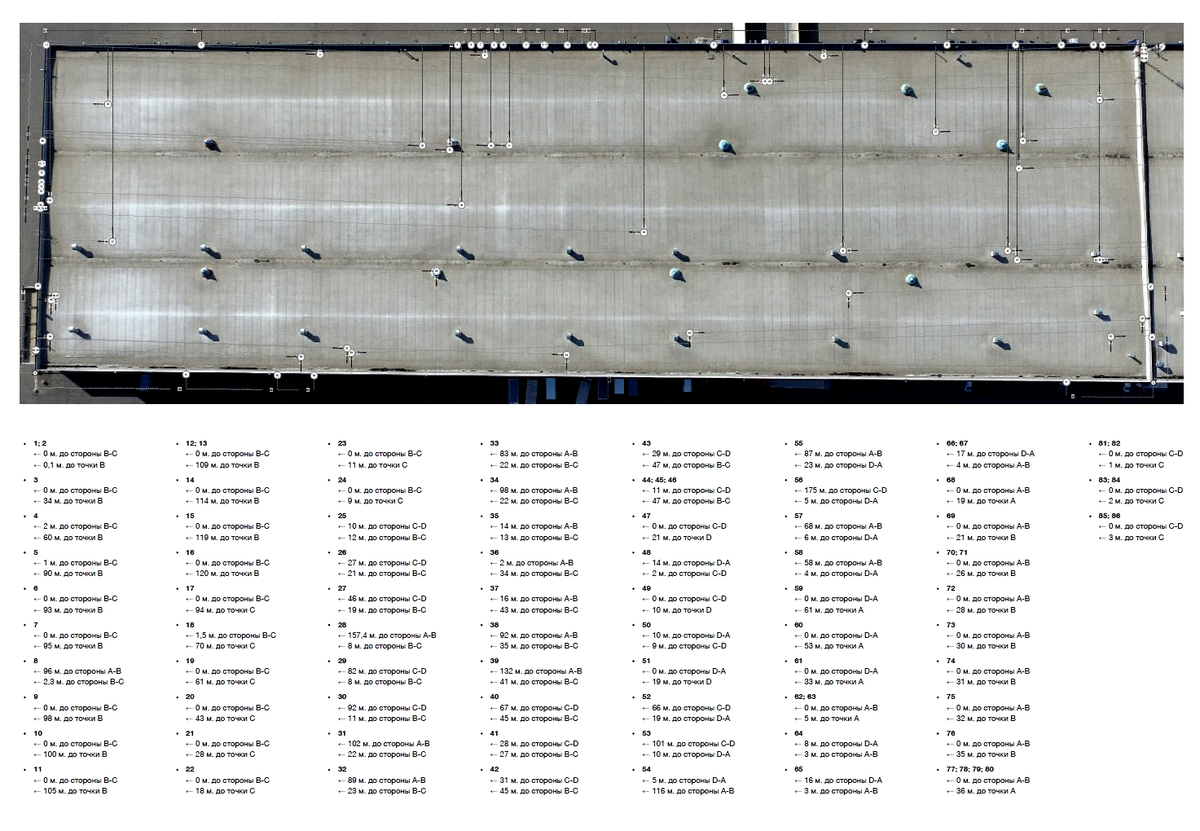 1; 2
← 0 м. до стороны B-C
← 0,1 м. до точки B
3
← 0 м. до стороны B-C
← 34 м. до точки B
4
← 2 м. до стороны B-C
← 60 м. до точки B
5
← 1 м. до стороны B-C
← 90 м. до точки B
6
← 0 м. до стороны B-C
← 93 м. до точки B
7
← 0 м. до стороны B-C
← 95 м. до точки B
8
← 96 м. до стороны A-B
← 2,3 м. до стороны B-C
9
← 0 м. до стороны B-C
← 98 м. до точки B
10
← 0 м. до стороны B-C
← 100 м. до точки B
11
← 0 м. до стороны B-C
← 105 м. до точки B
12; 13
← 0 м. до стороны B-C
← 109 м. до точки B
14
← 0 м. до стороны B-C
← 114 м. до точки B
15
← 0 м. до стороны B-C
← 119 м. до точки B
16
← 0 м. до стороны B-C
← 120 м. до точки B
17
← 0 м. до стороны B-C
← 94 м. до точки C
18
← 1,5 м. до стороны B-C
← 70 м. до точки C
19
← 0 м. до стороны B-C
← 61 м. до точки C
20
← 0 м. до стороны B-C
← 43 м. до точки C
21
← 0 м. до стороны B-C
← 28 м. до точки C
22
← 0 м. до стороны B-C
← 18 м. до точки C
23
← 0 м. до стороны B-C
← 11 м. до точки C
24
← 0 м. до стороны B-C
← 9 м. до точки C
25
← 10 м. до стороны C-D
← 12 м. до стороны B-C
26
← 27 м. до стороны C-D
← 21 м. до стороны B-C
27
← 46 м. до стороны C-D
← 19 м. до стороны B-C
28
← 157,4 м. до стороны A-B
← 8 м. до стороны B-C
29
← 82 м. до стороны C-D
← 8 м. до стороны B-C
30
← 92 м. до стороны C-D
← 11 м. до стороны B-C
31
← 102 м. до стороны A-B
← 22 м. до стороны B-C
32
← 89 м. до стороны A-B
← 23 м. до стороны B-C
33
← 83 м. до стороны A-B
← 22 м. до стороны B-C
34
← 98 м. до стороны A-B
← 22 м. до стороны B-C
35
← 14 м. до стороны A-B
← 13 м. до стороны B-C
36
← 2 м. до стороны A-B
← 34 м. до стороны B-C
37
← 16 м. до стороны A-B
← 43 м. до стороны B-C
38
← 92 м. до стороны A-B
← 35 м. до стороны B-C
39
← 132 м. до стороны A-B
← 41 м. до стороны B-C
40
← 67 м. до стороны C-D
← 45 м. до стороны B-C
41
← 28 м. до стороны C-D
← 27 м. до стороны B-C
42
← 31 м. до стороны C-D
← 45 м. до стороны B-C
43
← 29 м. до стороны C-D
← 47 м. до стороны B-C
44; 45; 46
← 11 м. до стороны C-D
← 47 м. до стороны B-C
47
← 0 м. до стороны C-D
← 21 м. до точки D
48
← 14 м. до стороны D-A
← 2 м. до стороны C-D
49
← 0 м. до стороны C-D
← 10 м. до точки D
50
← 10 м. до стороны D-A
← 9 м. до стороны C-D
51
← 0 м. до стороны D-A
← 19 м. до точки D
52
← 66 м. до стороны C-D
← 19 м. до стороны D-A
53
← 101 м. до стороны C-D
← 10 м. до стороны D-A
54
← 5 м. до стороны D-A
← 116 м. до стороны A-B
55
← 87 м. до стороны A-B
← 23 м. до стороны D-A
56
← 175 м. до стороны C-D
← 5 м. до стороны D-A
57
← 68 м. до стороны A-B
← 6 м. до стороны D-A
58
← 58 м. до стороны A-B
← 4 м. до стороны D-A
59
← 0 м. до стороны D-A
← 61 м. до точки A
60
← 0 м. до стороны D-A
← 53 м. до точки A
61
← 0 м. до стороны D-A
← 33 м. до точки A
62; 63
← 0 м. до стороны A-B
← 5 м. до точки A
64
← 8 м. до стороны D-A
← 3 м. до стороны A-B
65
← 16 м. до стороны D-A
← 3 м. до стороны A-B
66; 67
← 17 м. до стороны D-A
← 4 м. до стороны A-B
68
← 0 м. до стороны A-B
← 19 м. до точки A
69
← 0 м. до стороны A-B
← 21 м. до точки B
70; 71
← 0 м. до стороны A-B
← 26 м. до точки B
72
← 0 м. до стороны A-B
← 28 м. до точки B
73
← 0 м. до стороны A-B
← 30 м. до точки B
74
← 0 м. до стороны A-B
← 31 м. до точки B
75
← 0 м. до стороны A-B
← 32 м. до точки B
76
← 0 м. до стороны A-B
← 35 м. до точки B
77; 78; 79; 80
← 0 м. до стороны A-B
← 36 м. до точки A
81; 82
← 0 м. до стороны C-D
← 1 м. до точки C
83; 84
← 0 м. до стороны C-D
← 2 м. до точки C
85; 86
← 0 м. до стороны C-D
← 3 м. до точки C